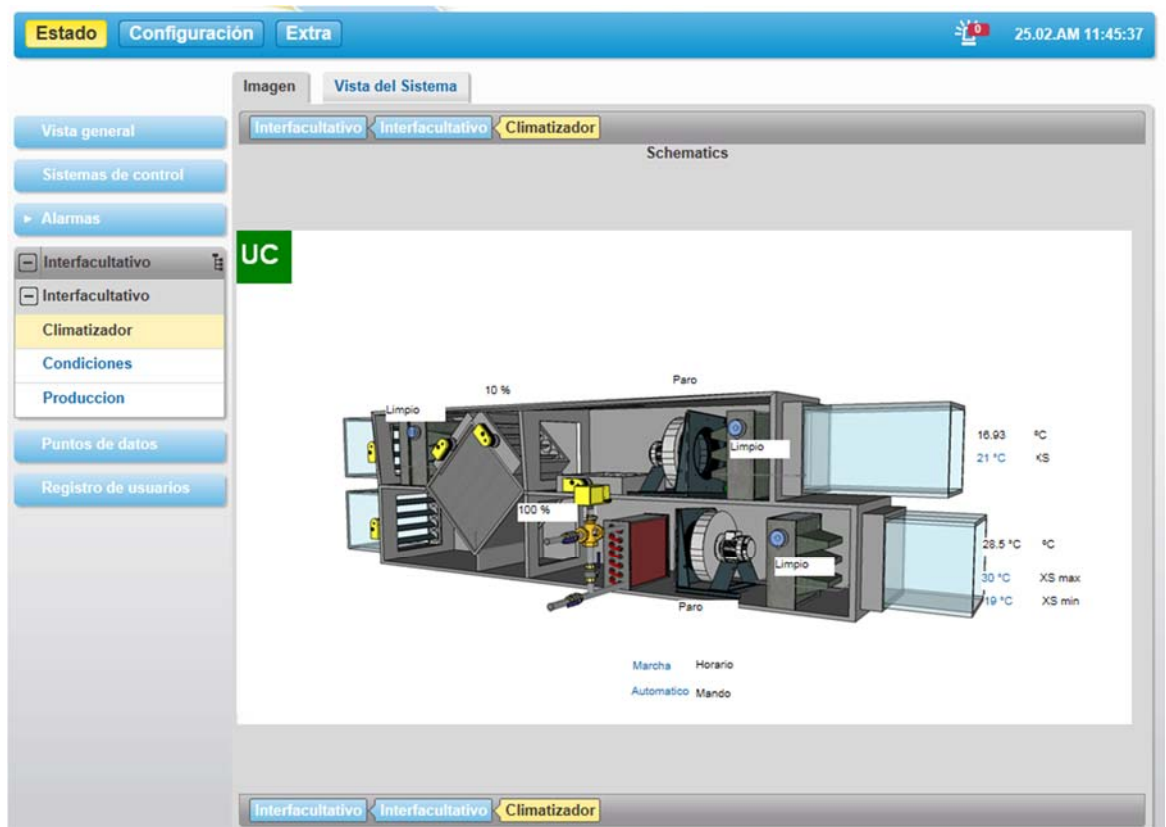 Estado Configuración Extra 0 25.02.AM 11:45:37
Imagen Vista del Sistema
Vista general
Sistemas de control
Alarmas
Interfacultativo
Interfacultativo
Climatizador
Condiciones
Produccion
Puntos de datos
Registro de usuarios
Interfacultativo Interfacultativo Climatizador
Schematics
UC
10 % Paro
Limpio
Limpio
16.93 ºC
21 °C XS
100 %
Limpio
28.5 °C ºC
30 °C XS max
19 °C XS min
Paro
Marcha Horario
Automatico Mando
Interfacultativo Interfacultativo Climatizador